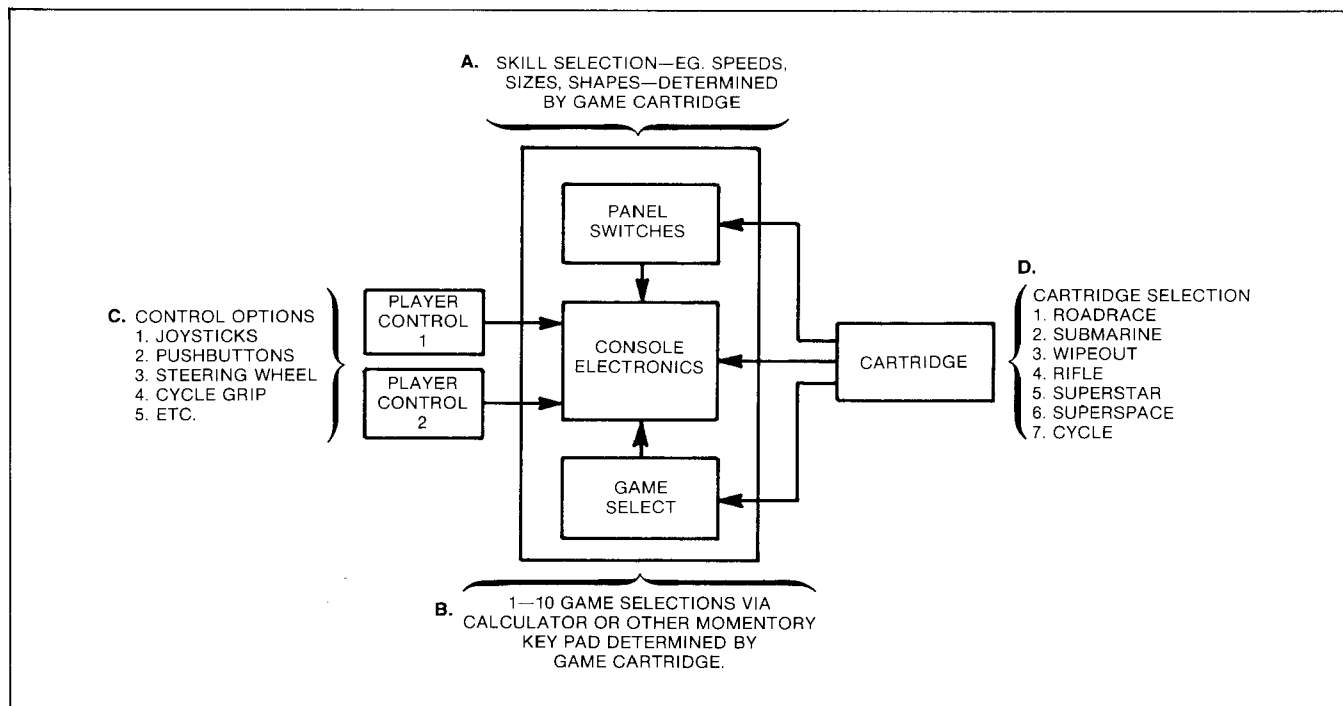 A. SKILL SELECTION—EG. SPEEDS,
SIZES, SHAPES—DETERMINED
BY GAME CARTRIDGE
PANEL
SWITCHES
C. CONTROL OPTIONS
1. JOYSTICKS
2. PUSHBUTTONS
3. STEERING WHEEL
4. CYCLE GRIP
5. ETC.
PLAYER
CONTROL
1
PLAYER
CONTROL
2
CONSOLE
ELECTRONICS
GAME
SELECT
CARTRIDGE
D.
CARTRIDGE SELECTION
1. ROADRACE
2. SUBMARINE
3. WIPEOUT
4. RIFLE
5. SUPERSTAR
6. SUPERSPACE
7. CYCLE
B. 1—10 GAME SELECTIONS VIA
CALCULATOR OR OTHER MOMENTORY
KEY PAD DETERMINED BY
GAME CARTRIDGE.